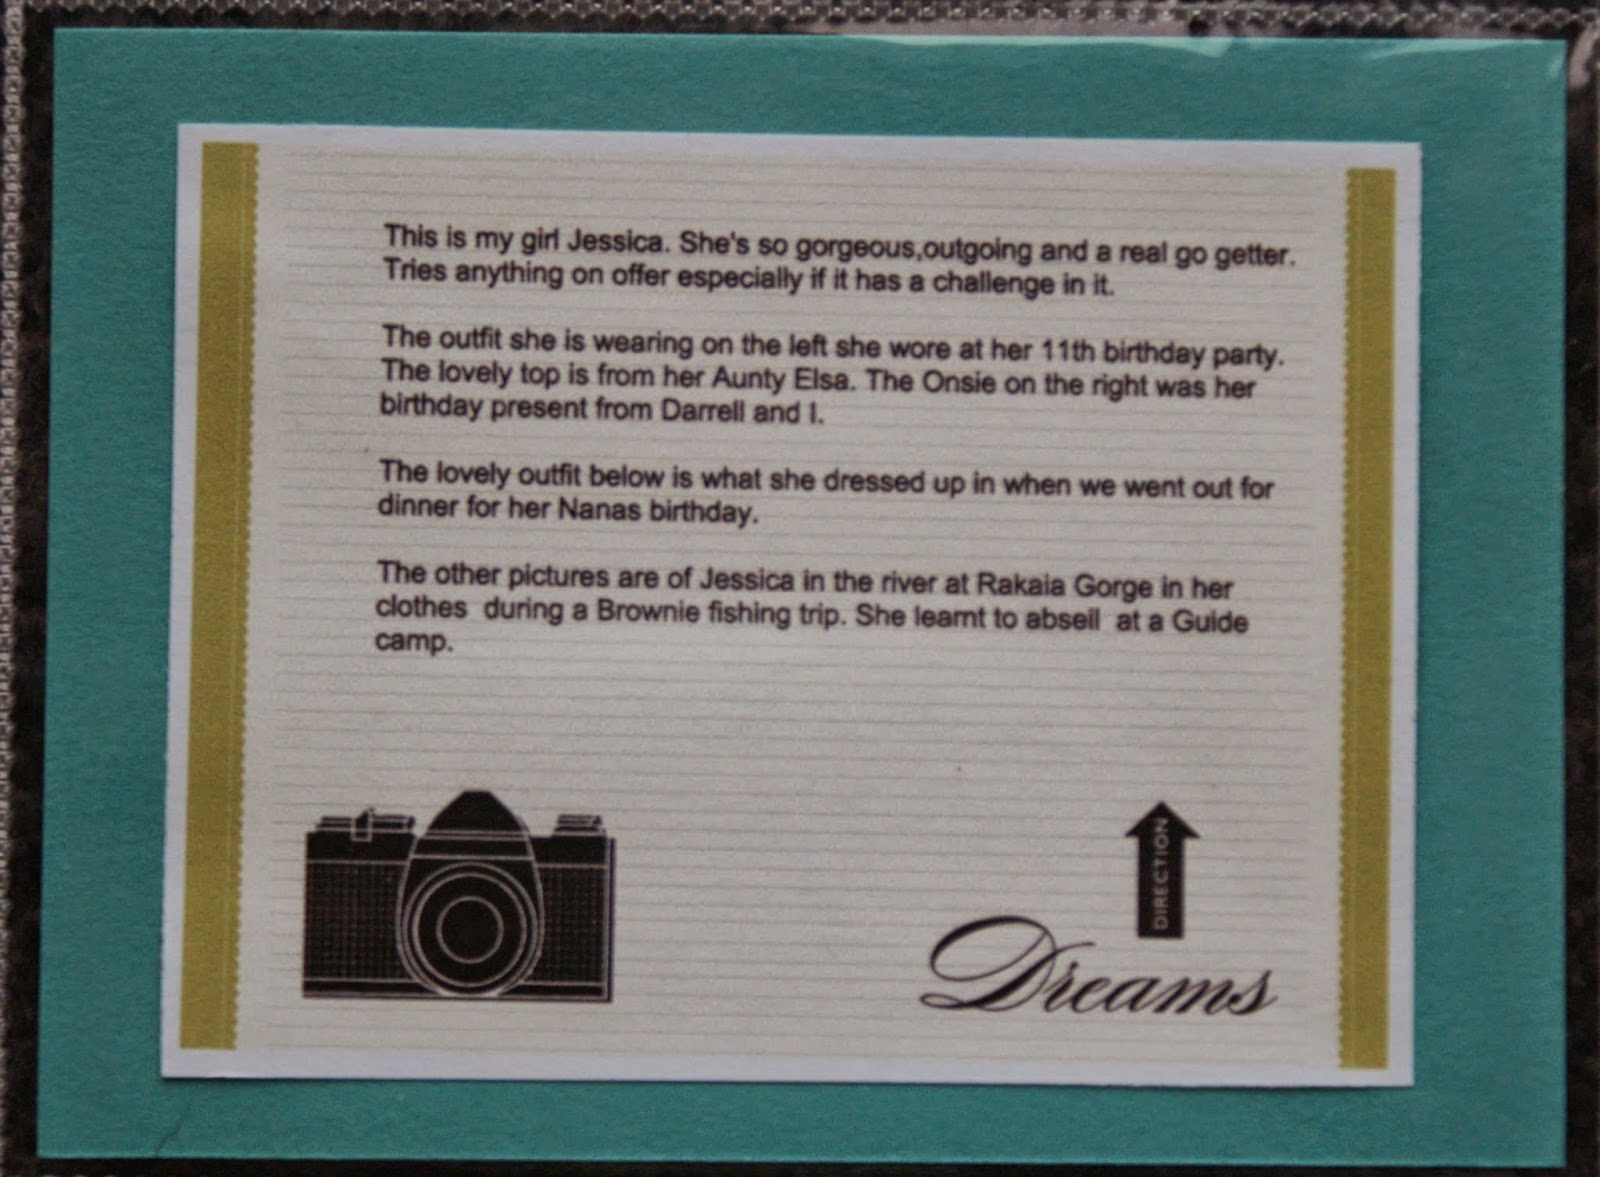 This is my girl Jessica. She's so gorgeous,outgoing and a real go getter.
Tries anything on offer especially if it has a challenge in it.
The outfit she is wearing on the left she wore at her 11th birthday party.
The lovely top is from her Aunty Elsa. The Onsie on the right was her
birthday present from Darrell and I.
The lovely outfit below is what she dressed up in when we went out for
dinner for her Nanas birthday.
The other pictures are of Jessica in the river at Rakaia Gorge in her
clothes  during a Brownie fishing trip. She learnt to abseil  at a Guide
camp.
DIRECTION
Dreams